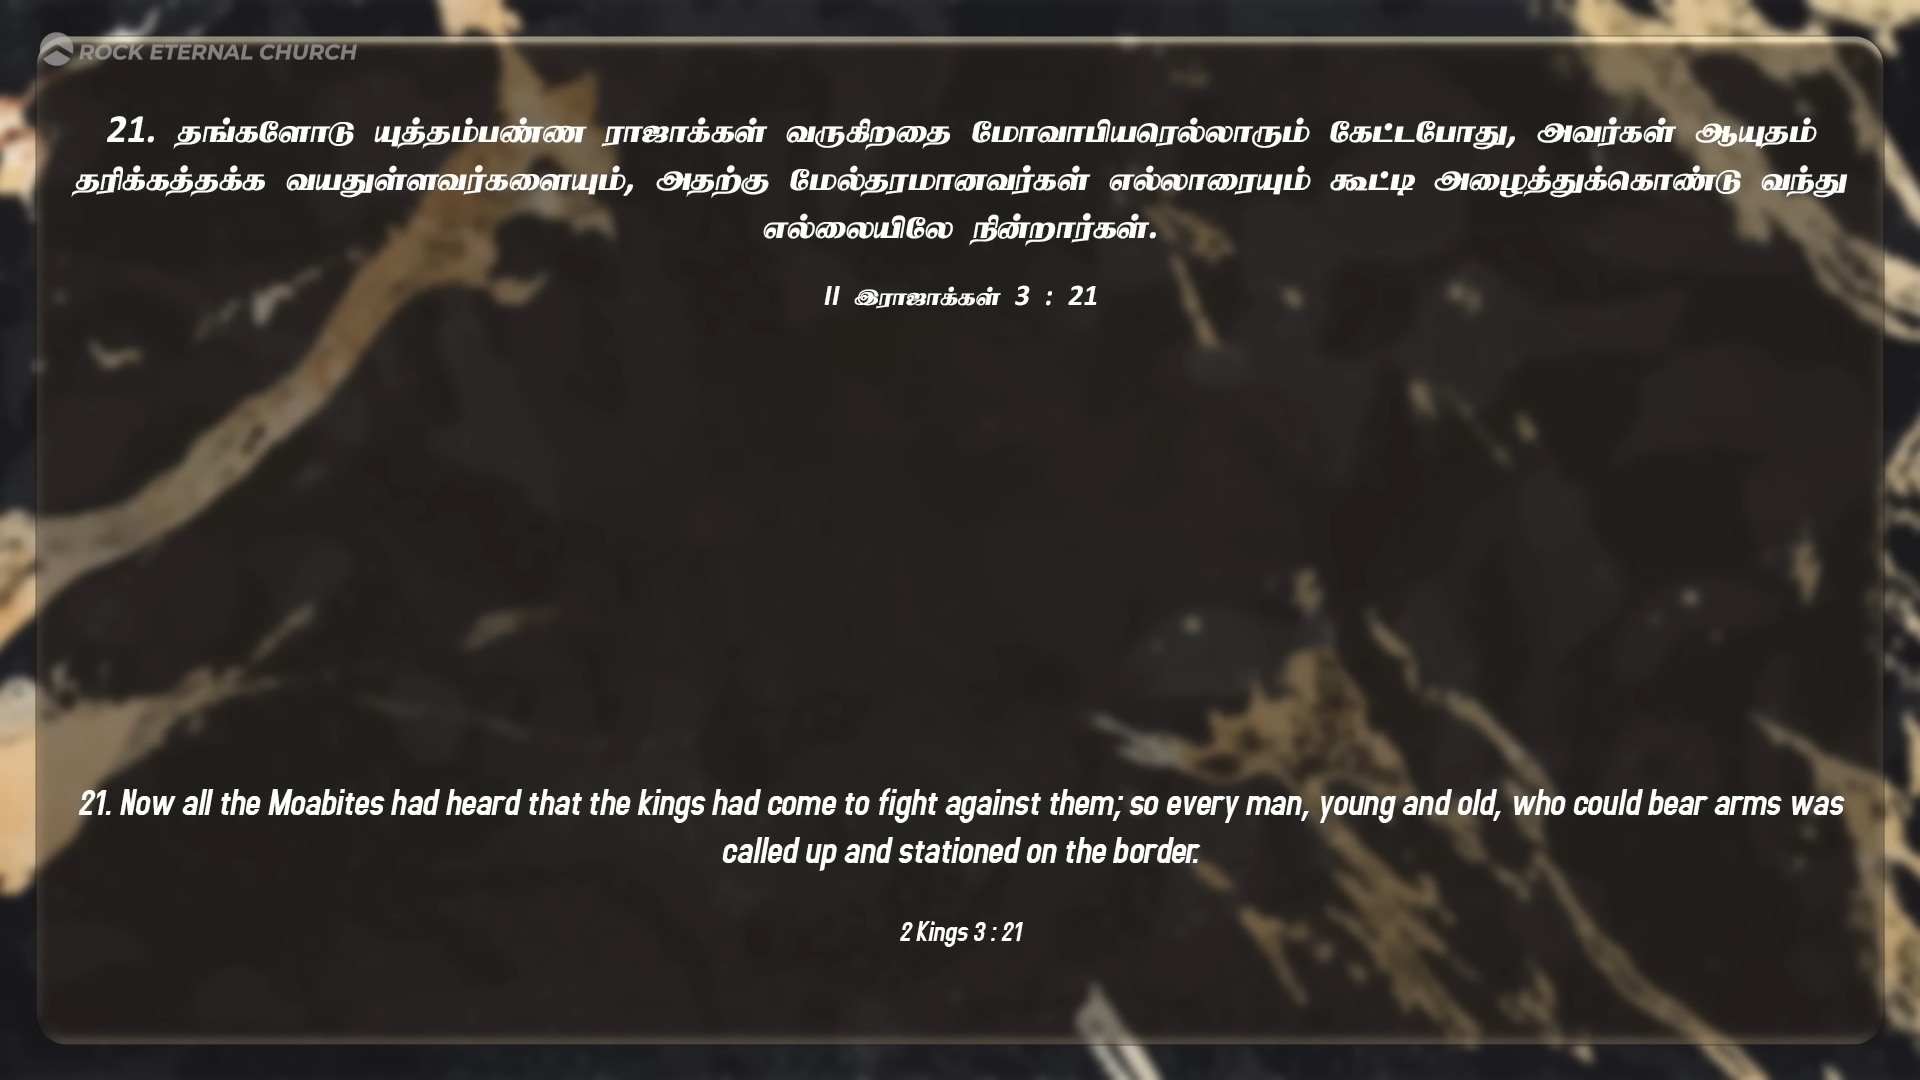 ROCK ETERNAL CHURCH
21. தங்களோடு யுத்தம்பண்ண ராஜாக்கள் வருகிறதை மோவாபியரெல்லாரும் கேட்டபோது, அவர்கள் ஆயுதம்
தரிக்கத்தக்க வயதுள்ளவர்களையும், அதற்கு மேல்தரமானவர்கள் எல்லாரையும் கூட்டி அழைத்துக்கொண்டு வந்து
எல்லையிலே நின்றார்கள்.
II இராஜாக்கள் 3 : 21
21. Now all the Moabites had heard that the kings had come to fight against them; so every man, young and old, who could bear arms was
called up and stationed on the border.
2 Kings 3 : 21